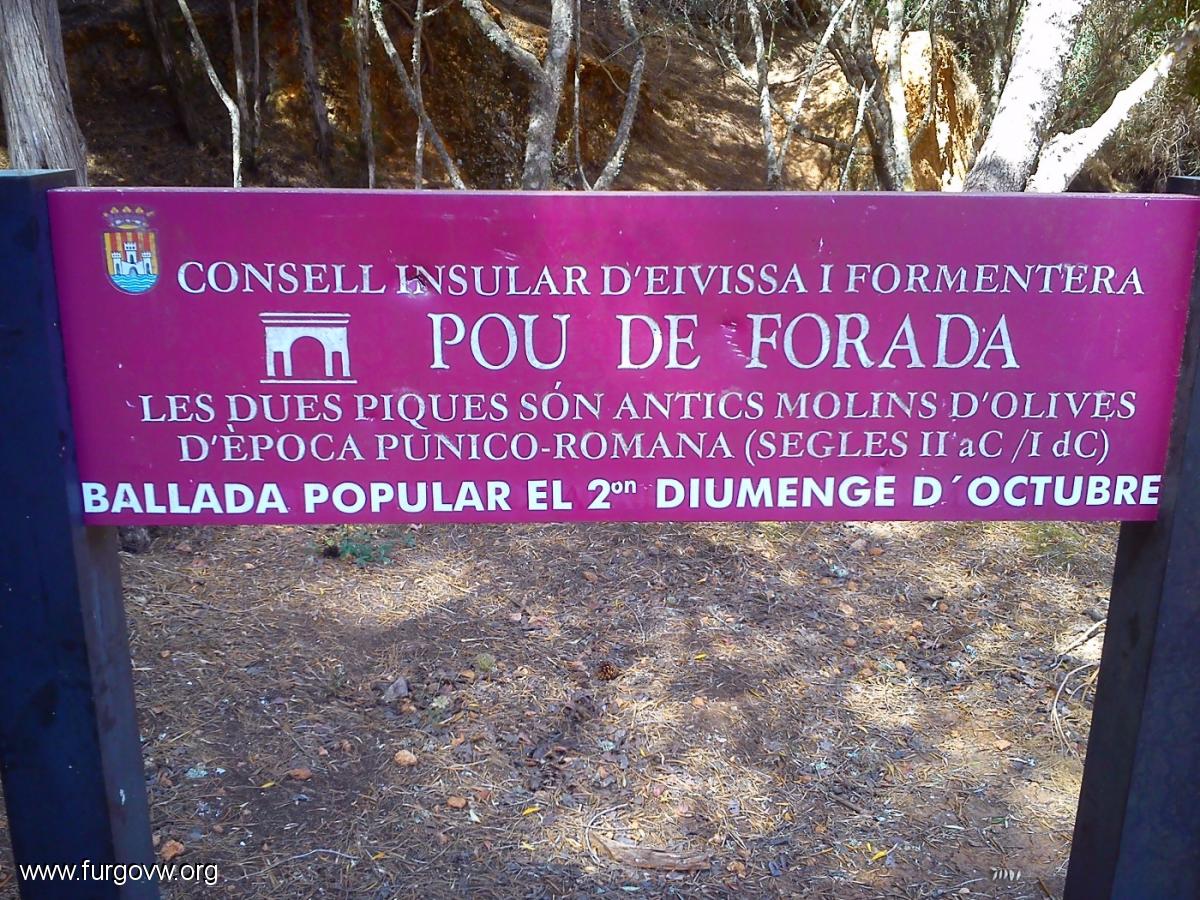 CONSELL INSULAR D'EIVISSA I FORMENTERA
POU DE FORADA
LES DUES PIQUES SÓN ANTICS MOLINS D'OLIVES
D'ÈPOCA PUNICO-ROMANA (SEGLES II aC / I dC)
BALLADA POPULAR EL 2on DIUMENGE D´OCTUBRE
www.furgovw.org